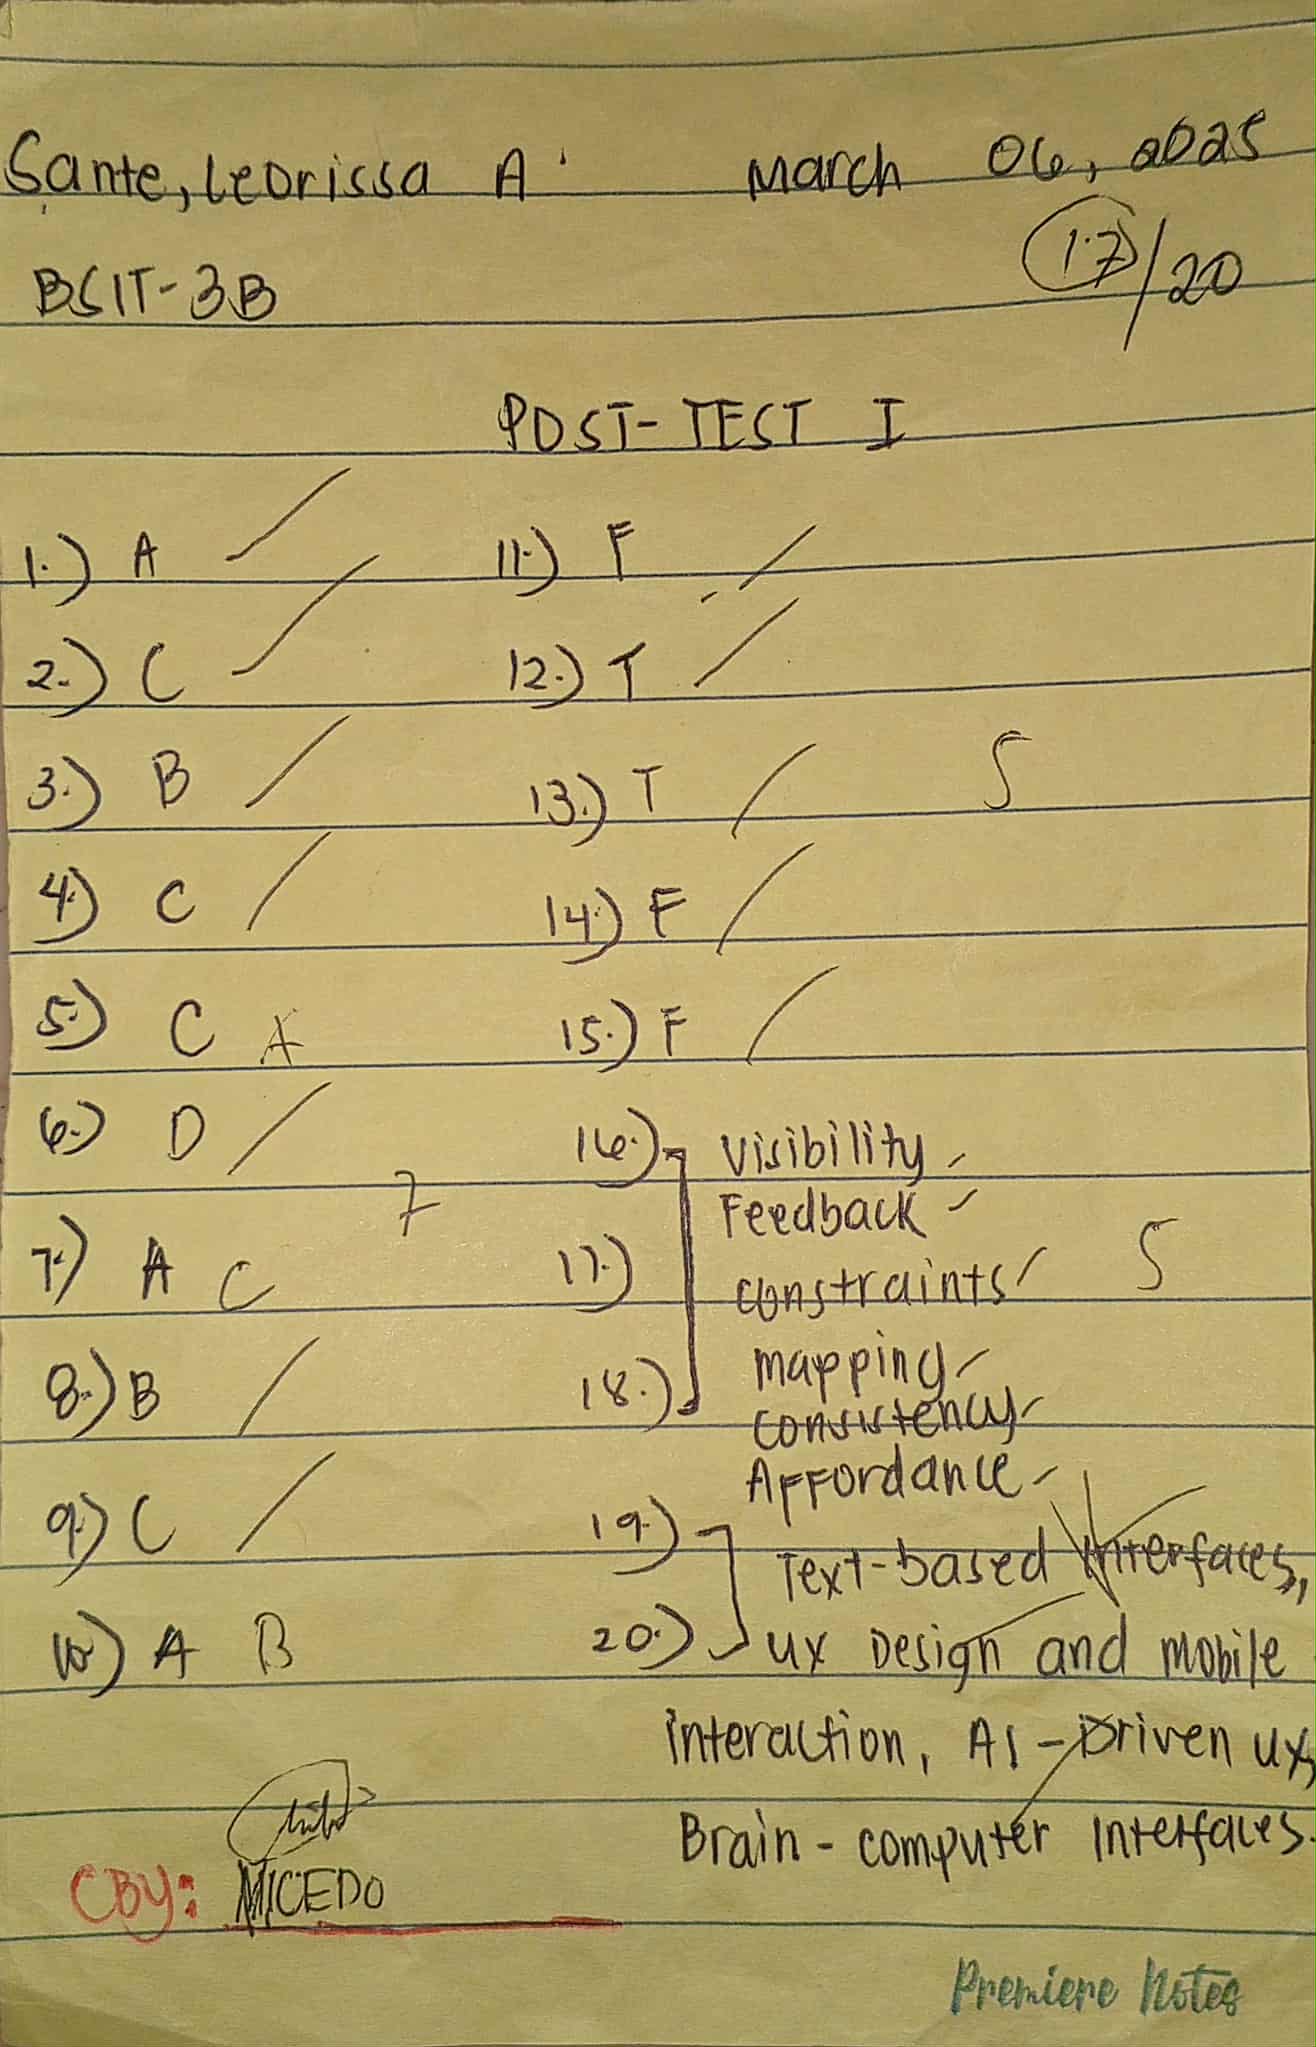 Sante, Leorissa A. March 06, 2025
BSIT-3B 17/20
POST-TEST I
1.) A
2.) C
3.) B
4.) C
5.) C A
6.) D
7
7.) A C
8.) B
9.) C
10.) A B
11.) F
12.) T
13.) T 5
14.) F
15.) F
16.) Visibility
Feedback
17.) constraints 5
18.) mapping
consistency
Affordance
19.) Text-based Interfaces,
20.) UX Design and mobile
interaction, AI-Driven UX,
Brain-computer Interfaces.
CBY: MICEDO
Premiere Notes